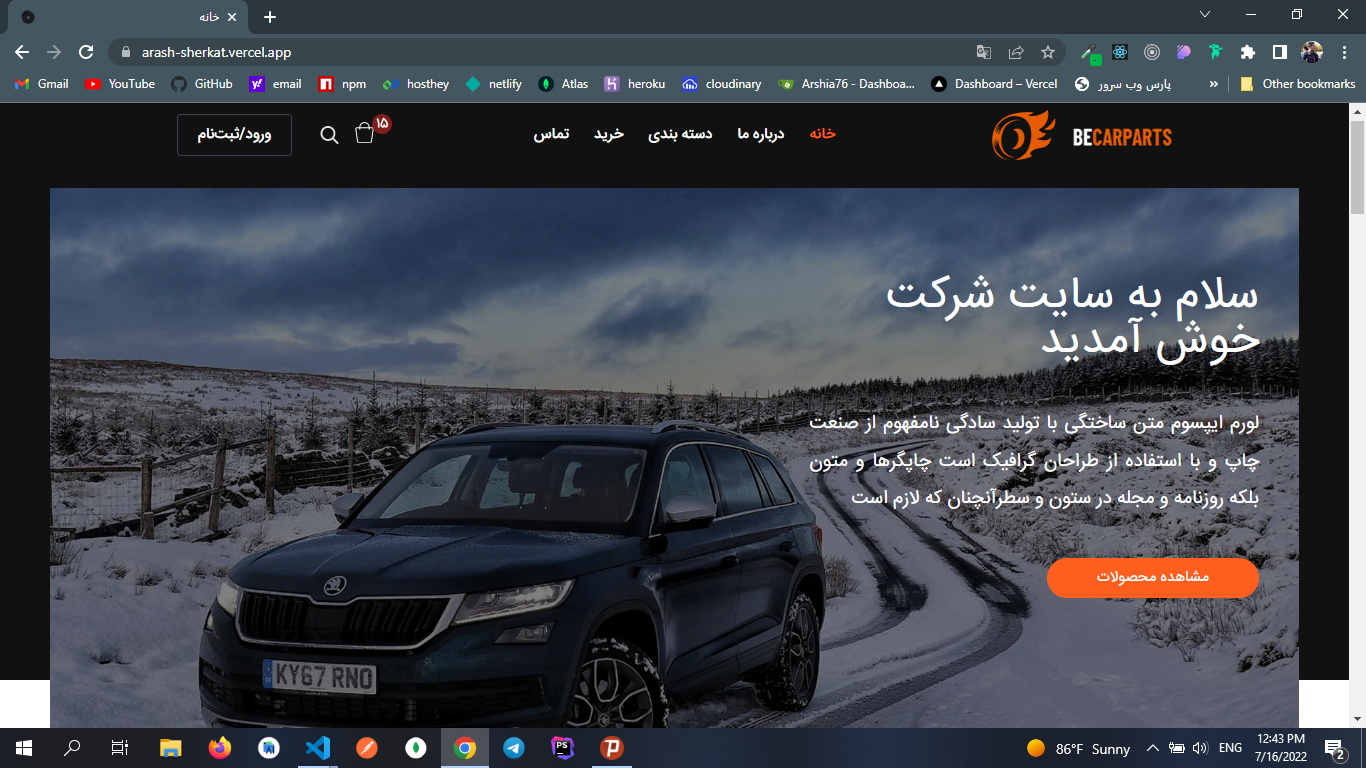 خانه
arash-sherkat.vercel.app
Gmail
YouTube
GitHub
email
npm
hosthey
netlify
Atlas
heroku
cloudinary
Arshia76 - Dashboa...
Dashboard – Vercel
پارس وب سرور
»
Other bookmarks
BECARPARTS
خانه
درباره ما
دسته بندی
خرید
تماس
۱۵
ورود/ثبت‌نام
سلام به سایت شرکت
خوش آمدید
لورم ایپسوم متن ساختگی با تولید سادگی نامفهوم از صنعت
چاپ و با استفاده از طراحان گرافیک است چاپگرها و متون
بلکه روزنامه و مجله در ستون و سطرآنچنان که لازم است
مشاهده محصولات
KY67 RNO
PS
86°F Sunny
ENG
12:43 PM
7/16/2022
2